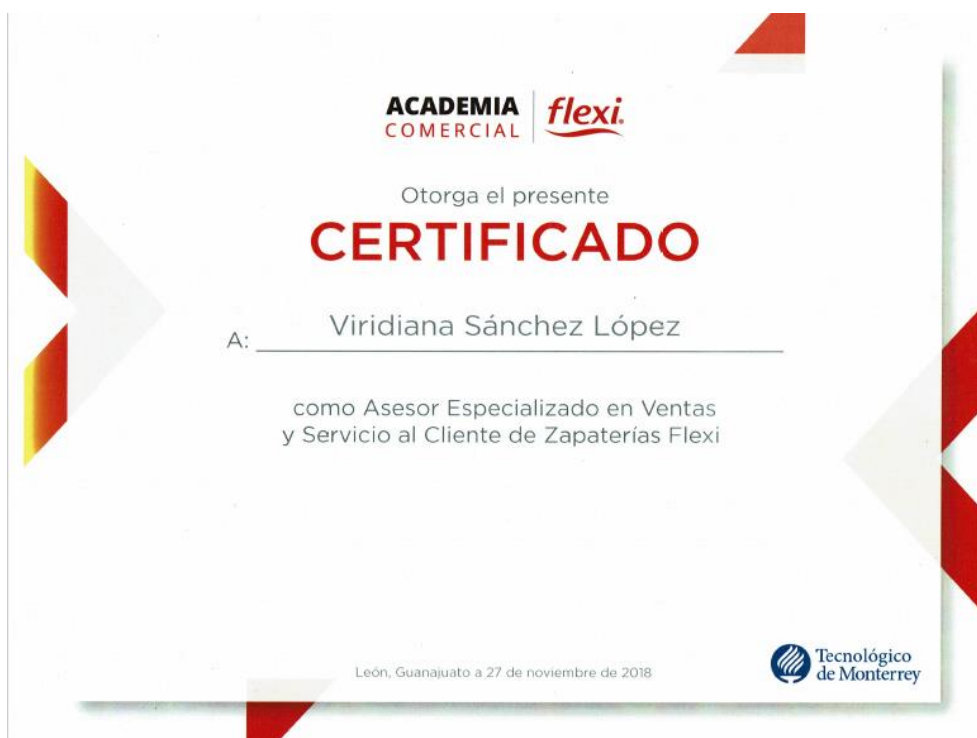 ACADEMIA
COMERCIAL
flexi.
Otorga el presente
CERTIFICADO
A: Viridiana Sánchez López
como Asesor Especializado en Ventas
y Servicio al Cliente de Zapaterías Flexi
León, Guanajuato a 27 de noviembre de 2018
Tecnológico
de Monterrey